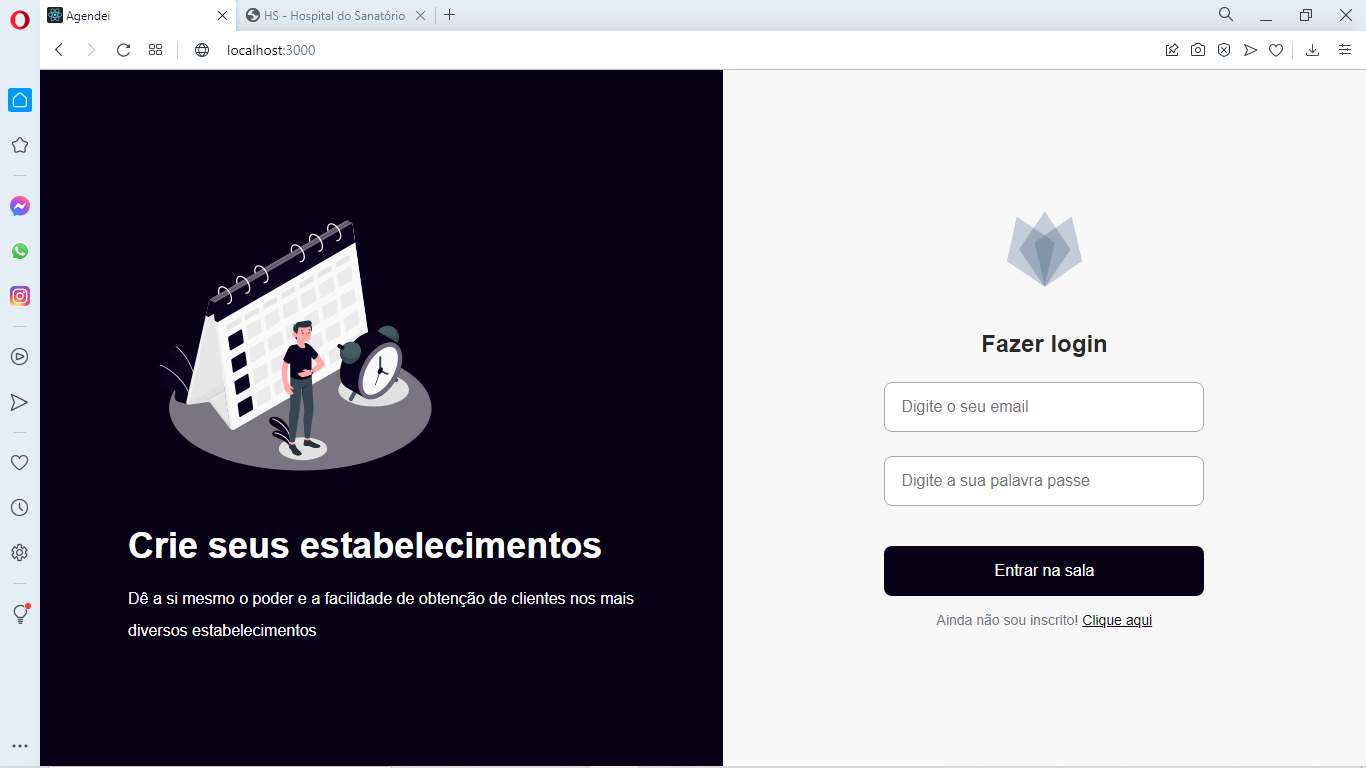 Agendei
HS - Hospital do Sanatório
localhost:3000
Crie seus estabelecimentos
Dê a si mesmo o poder e a facilidade de obtenção de clientes nos mais
diversos estabelecimentos
Fazer login
Digite o seu email
Digite a sua palavra passe
Entrar na sala
Ainda não sou inscrito! Clique aqui